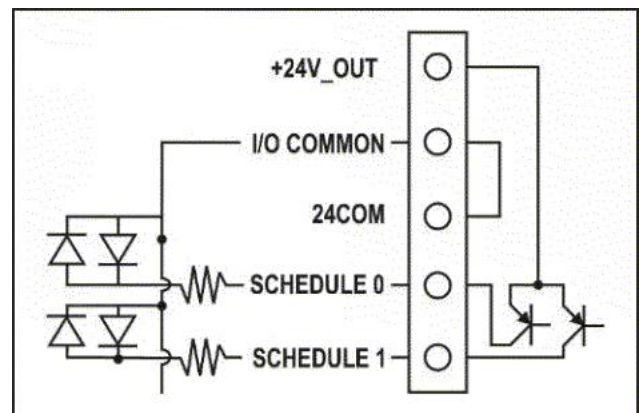 +24V_OUT
I/O COMMON
24COM
SCHEDULE 0
SCHEDULE 1